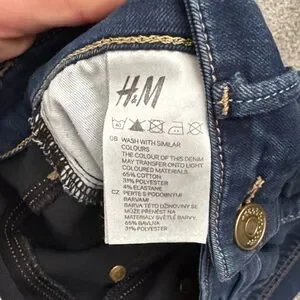 H&M
GB WASH WITH SIMILAR
COLOURS
THE COLOUR OF THIS DENIM
MAY TRANSFER ONTO LIGHT
COLOURED MATERIALS.
65% COTTON
31% POLYESTER
4% ELASTANE
CZ PERTE S PODOBNÝMI
BARVAMI
BARVA TÉTO DŽÍNOVINY SE
MŮŽE PŘENÉST NA
MATERIÁLY SVĚTLÉ BARVY.
65% BAVLNA
31% POLYESTER